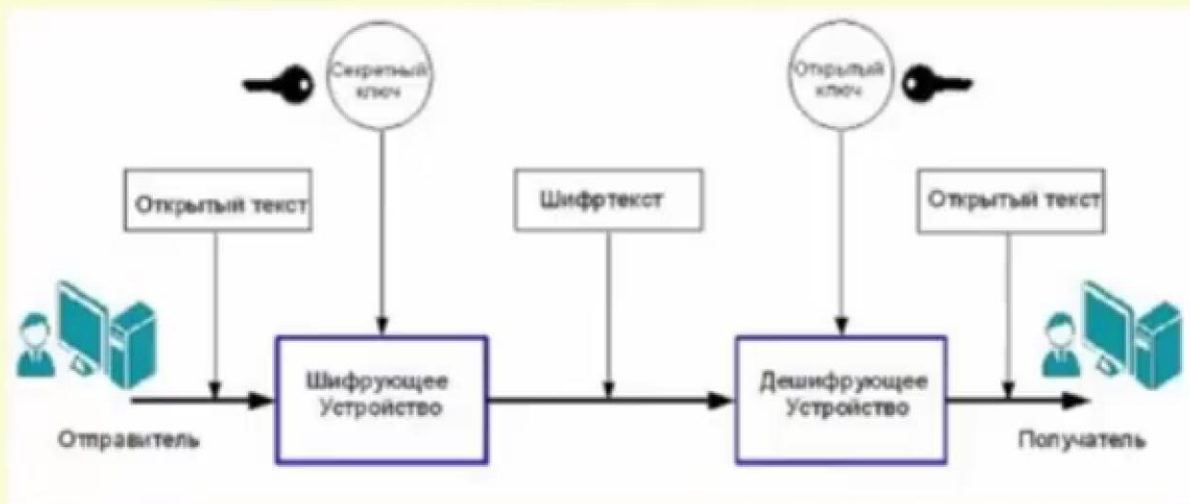 Секретный
ключ
Открытый
ключ
Открытый текст
Шифртекст
Открытый текст
Шифрующее
Устройство
Дешифрующее
Устройство
Отправитель
Получатель